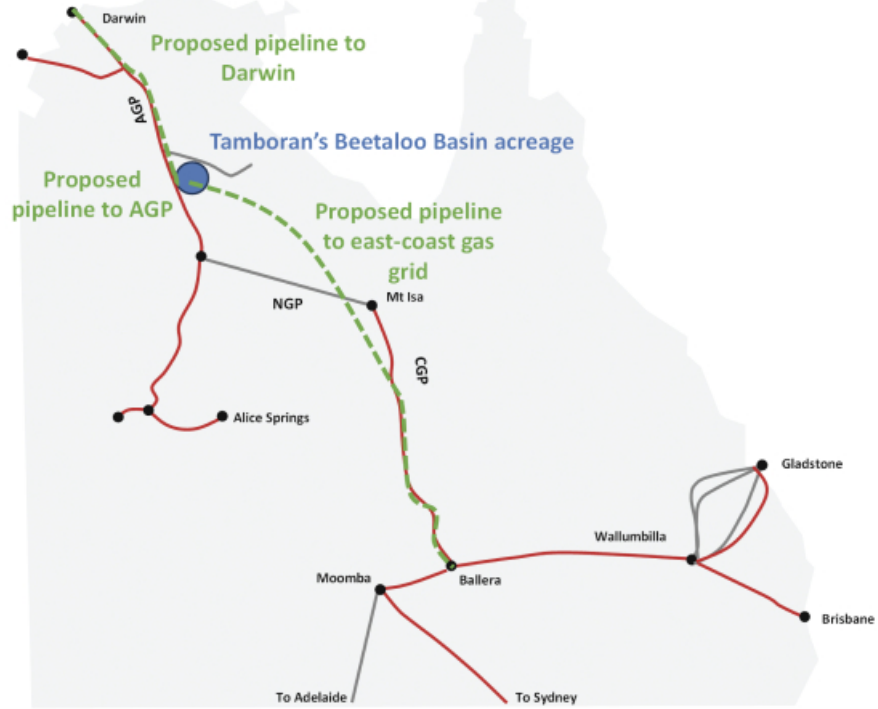 Darwin
Proposed pipeline to
Darwin
AGP
Tamboran's Beetaloo Basin acreage
Proposed
pipeline to AGP
Proposed pipeline
to east-coast gas
grid
Mt Isa
NGP
CGP
Alice Springs
Gladstone
Wallumbilla
Moomba
Ballera
Brisbane
To Adelaide
To Sydney